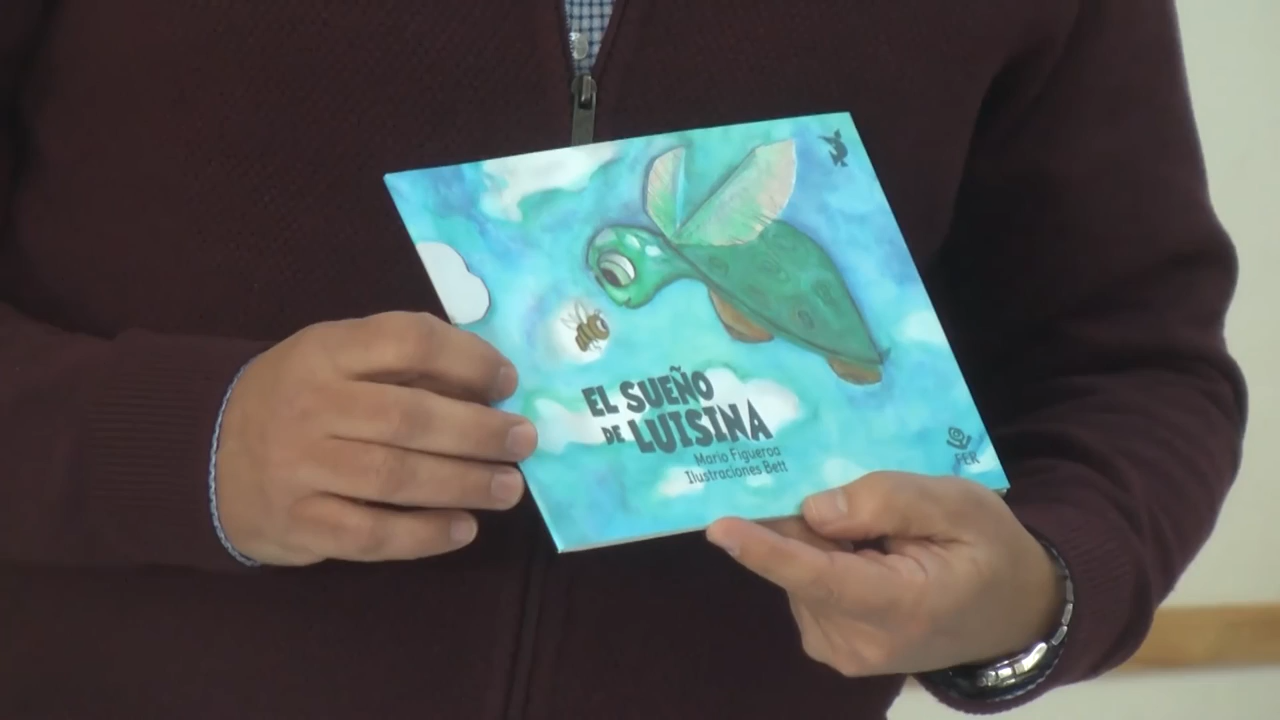 EL SUEÑO
DE LUISINA
Mario Figueroa
Ilustraciones Bett
FER